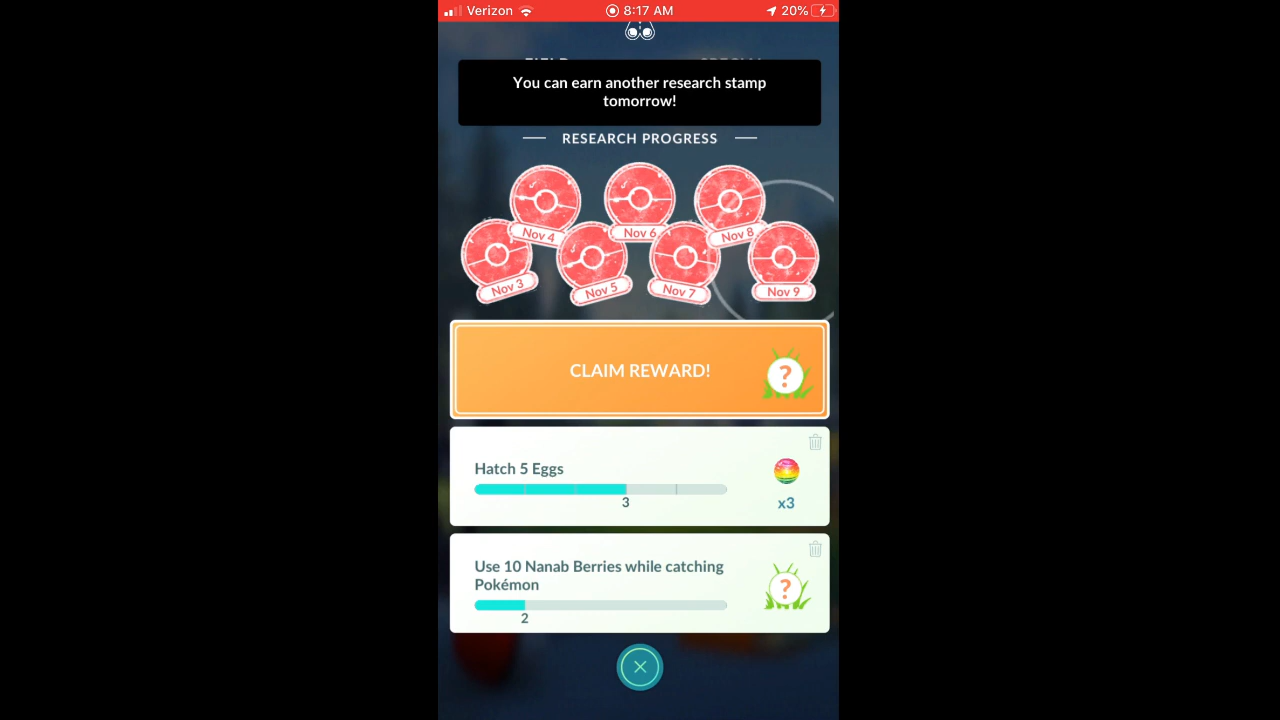 Verizon 8:17 AM 20%
FIELD SPECIAL
You can earn another research stamp
tomorrow!
RESEARCH PROGRESS
Nov 4 Nov 6 Nov 8
Nov 3 Nov 5 Nov 7 Nov 9
CLAIM REWARD! ?
Hatch 5 Eggs
3 x3
Use 10 Nanab Berries while catching
Pokémon ?
2